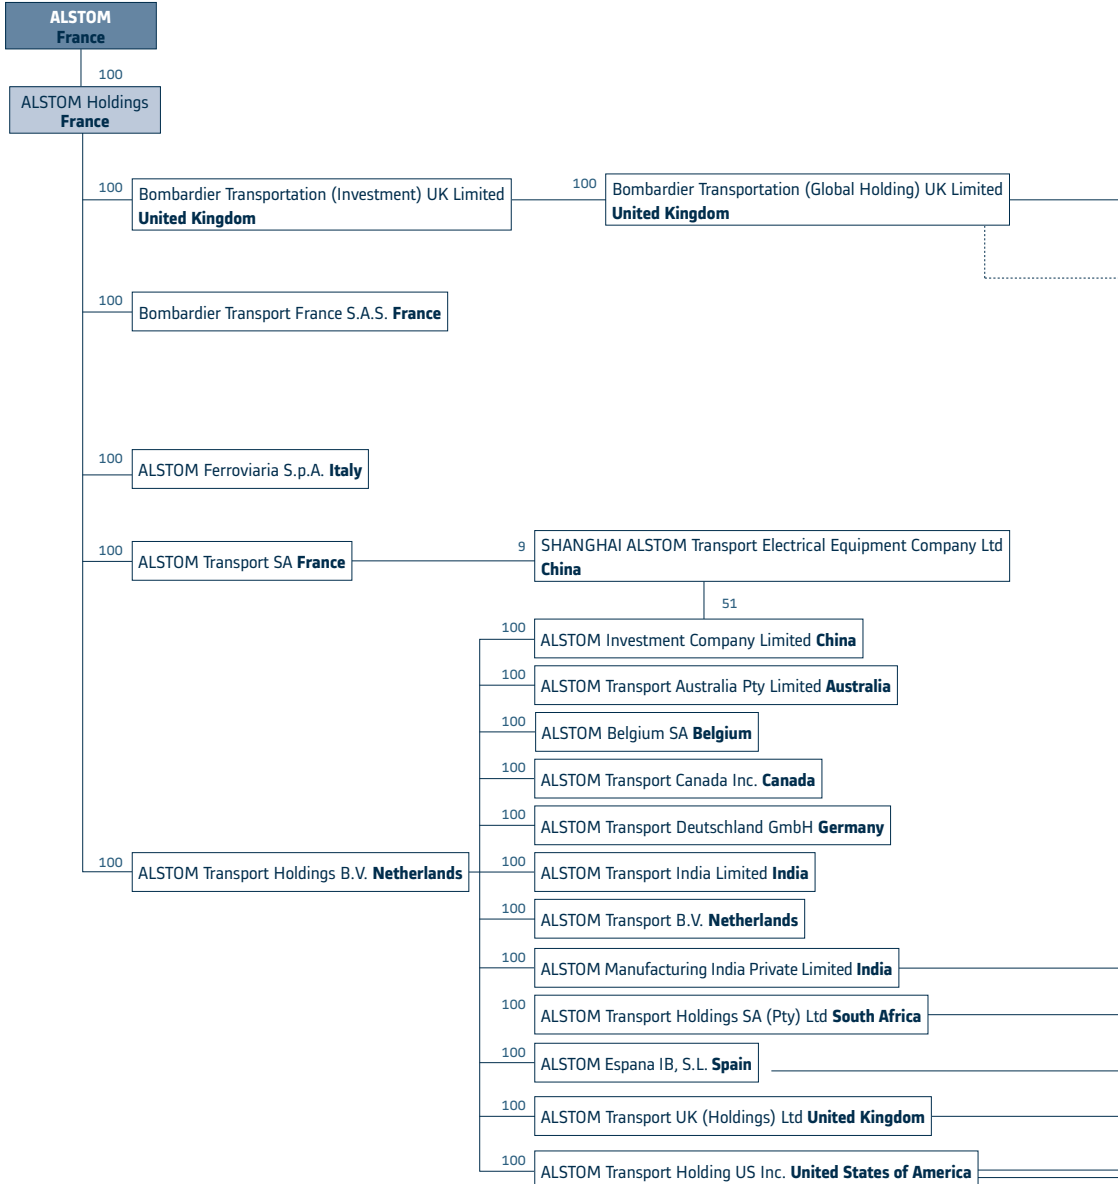 ALSTOM
France
100
ALSTOM Holdings
France
100
Bombardier Transportation (Investment) UK Limited
United Kingdom
100
Bombardier Transportation (Global Holding) UK Limited
United Kingdom
100
Bombardier Transport France S.A.S. France
100
ALSTOM Ferroviaria S.p.A. Italy
100
ALSTOM Transport SA France
9
SHANGHAI ALSTOM Transport Electrical Equipment Company Ltd
China
51
100
ALSTOM Investment Company Limited China
100
ALSTOM Transport Australia Pty Limited Australia
100
ALSTOM Belgium SA Belgium
100
ALSTOM Transport Canada Inc. Canada
100
ALSTOM Transport Deutschland GmbH Germany
100
ALSTOM Transport Holdings B.V. Netherlands
100
ALSTOM Transport India Limited India
100
ALSTOM Transport B.V. Netherlands
100
ALSTOM Manufacturing India Private Limited India
100
ALSTOM Transport Holdings SA (Pty) Ltd South Africa
100
ALSTOM Espana IB, S.L. Spain
100
ALSTOM Transport UK (Holdings) Ltd United Kingdom
100
ALSTOM Transport Holding US Inc. United States of America